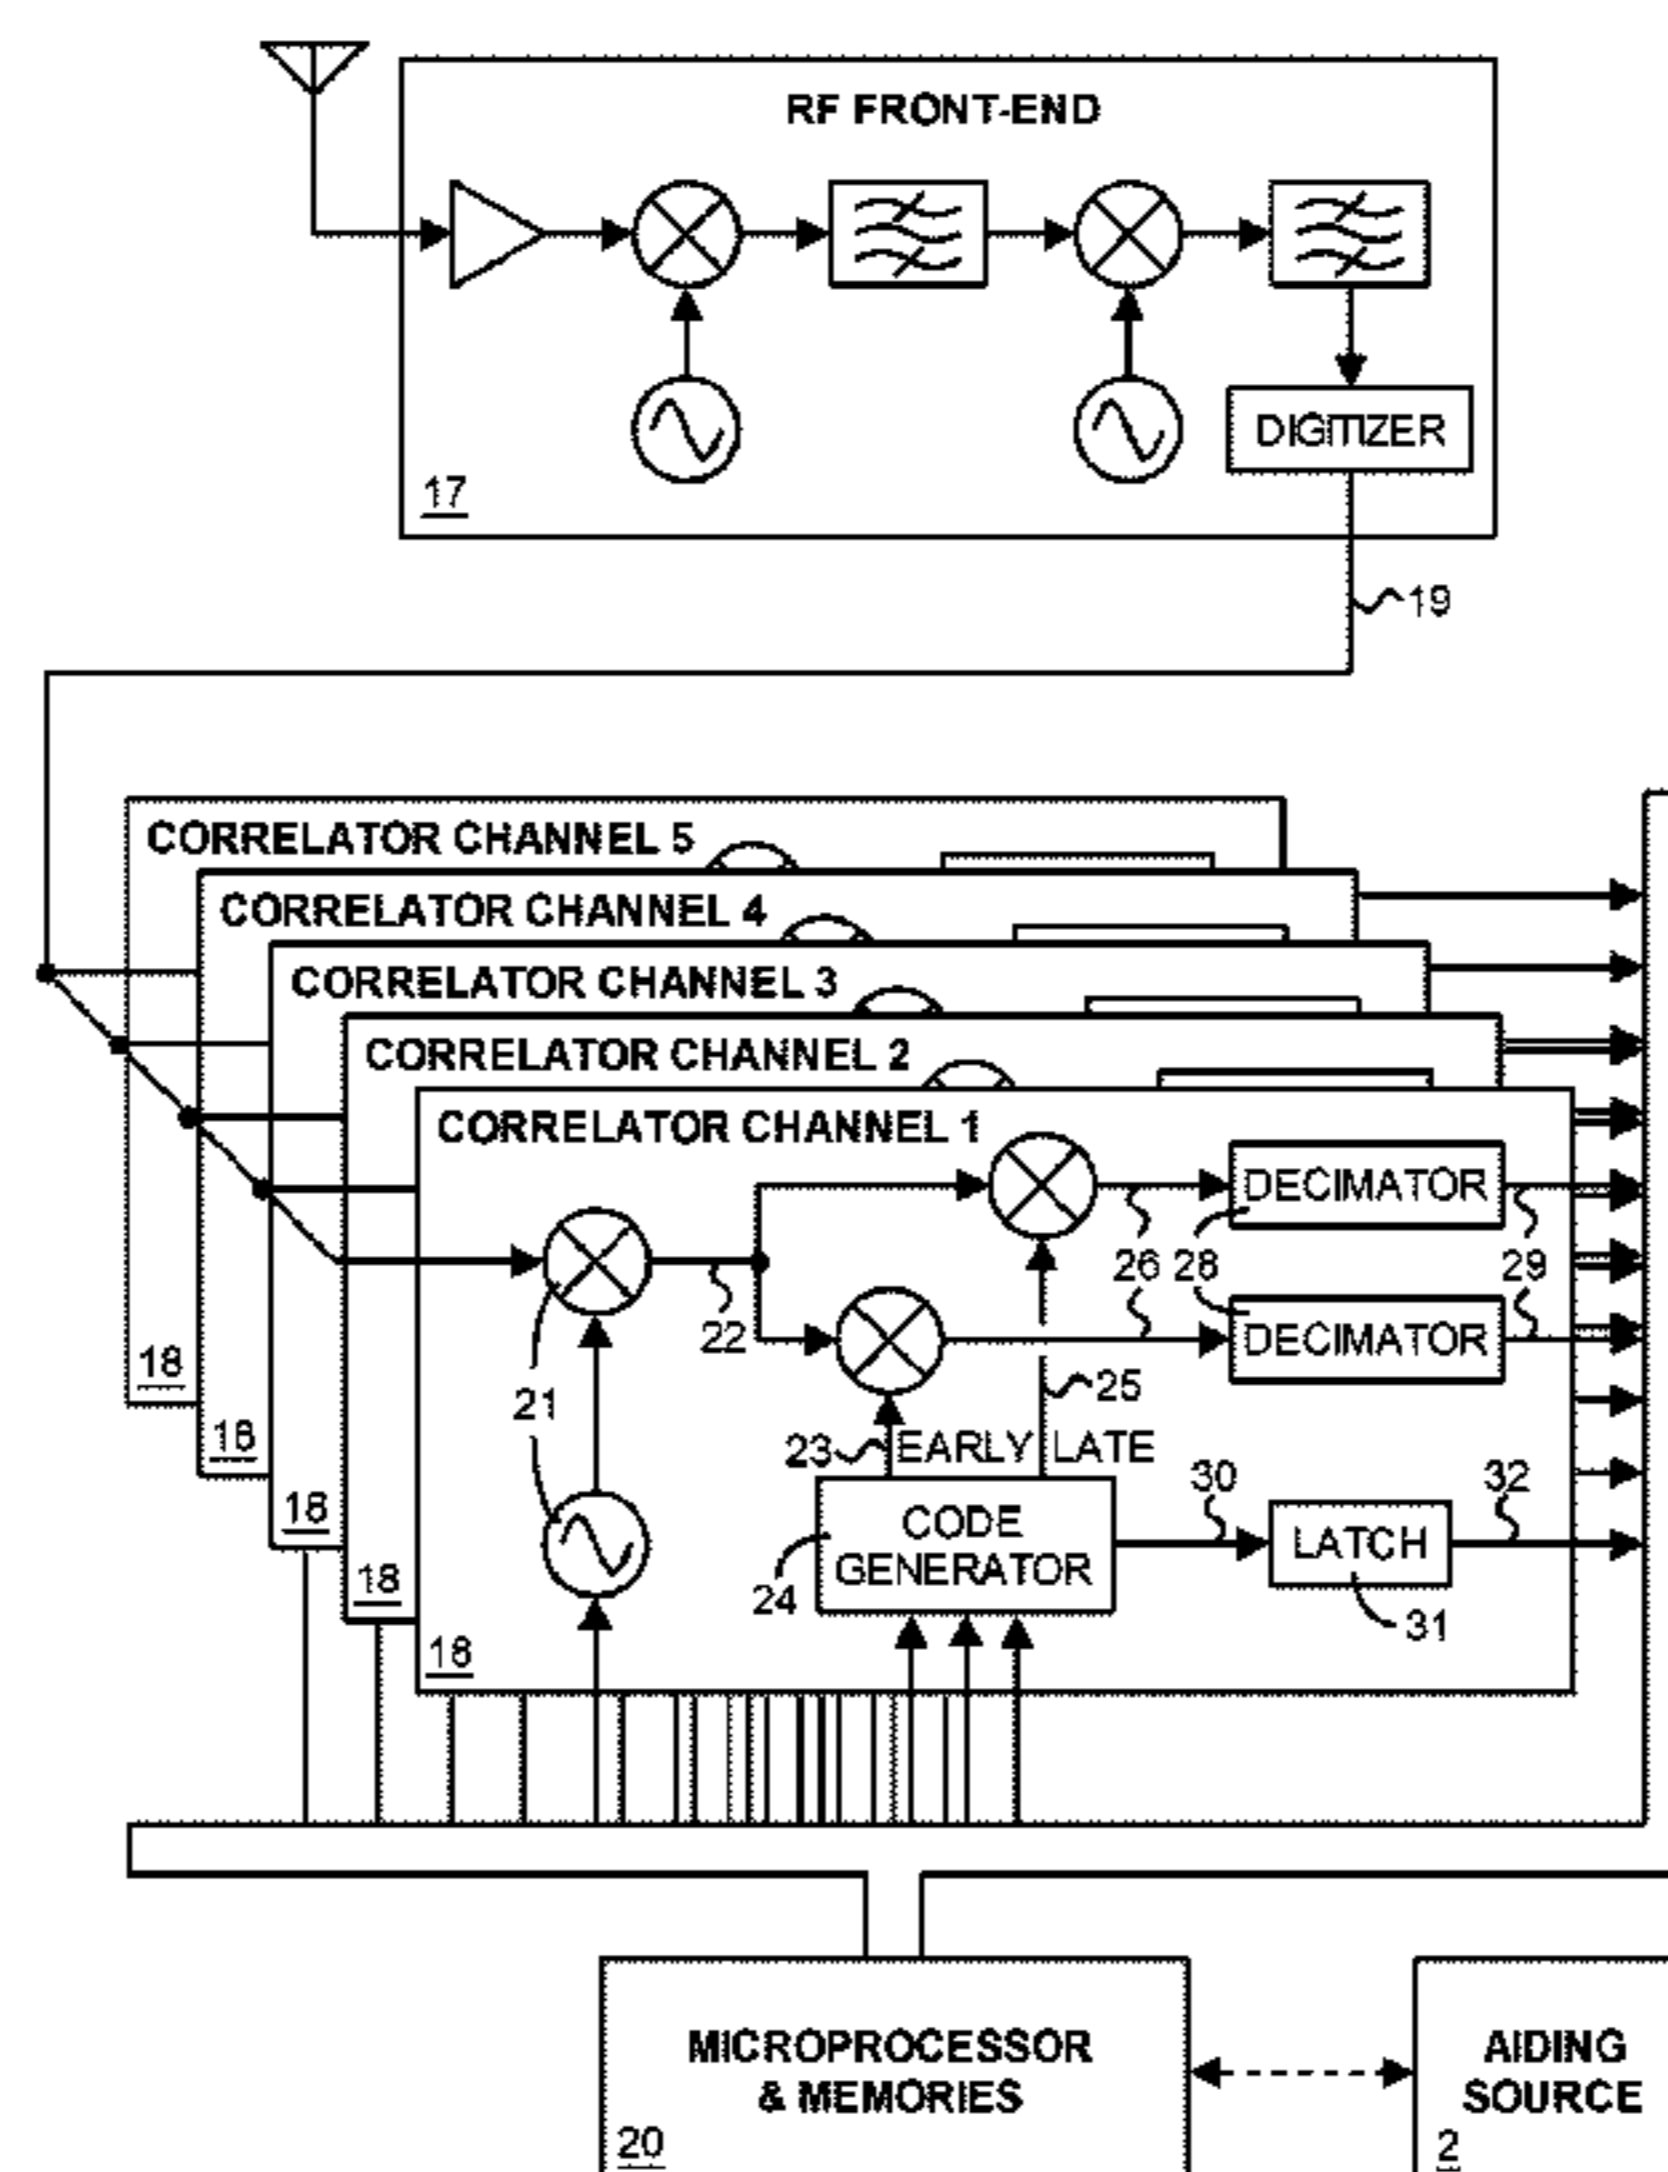 RF FRONT-END
DIGITIZER
17
19
CORRELATOR CHANNEL 5
CORRELATOR CHANNEL 4
CORRELATOR CHANNEL 3
CORRELATOR CHANNEL 2
CORRELATOR CHANNEL 1
DECIMATOR
26 28 29
22
DECIMATOR
18
25
21
18
23 EARLY LATE
30 32
18
CODE
GENERATOR
LATCH
18
24
31
18
MICROPROCESSOR
& MEMORIES
20
AIDING
SOURCE
2